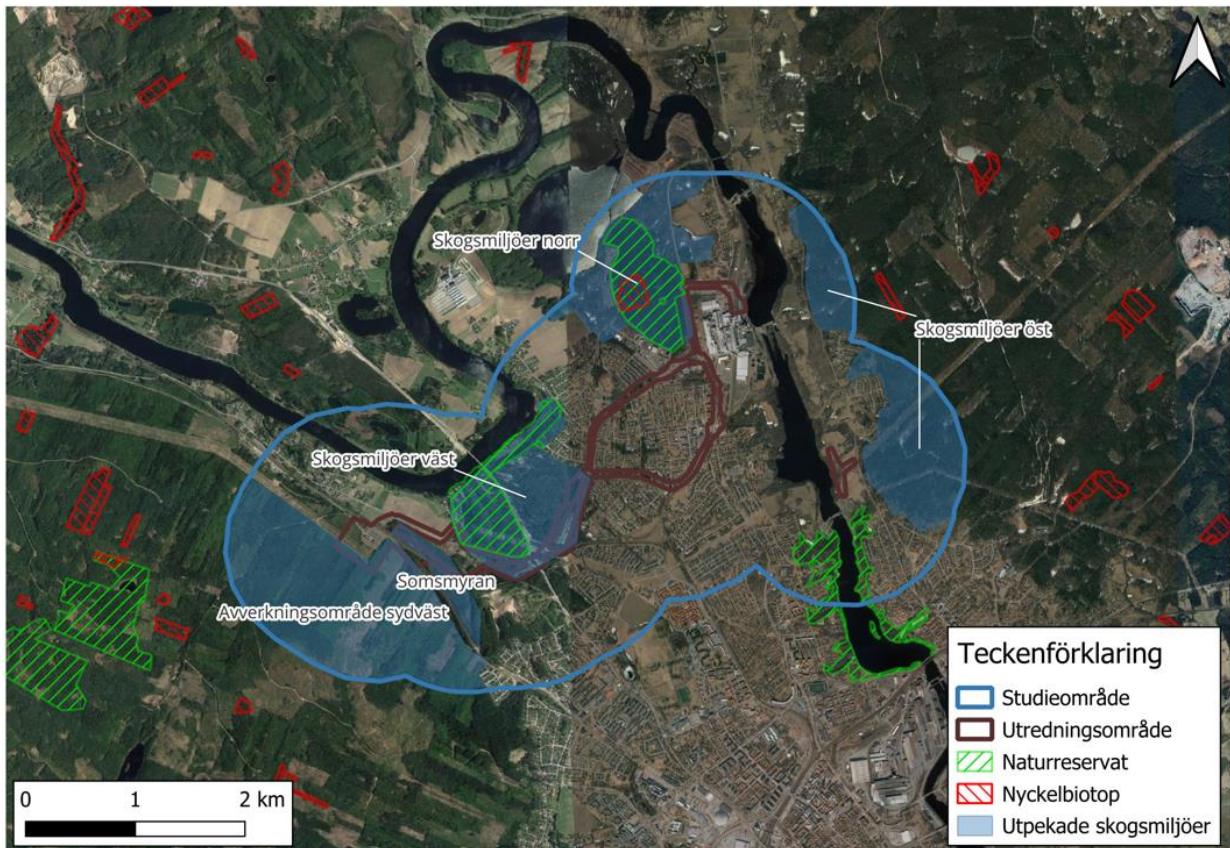 Skogsmiljöer norr
Skogsmiljöer öst
Skogsmiljöer väst
Somsmyran
Avverkningsområde sydväst
Teckenförklaring
Studieområde
Utredningsområde
Naturreservat
Nyckelbiotop
Utpekade skogsmiljöer
0 1 2 km